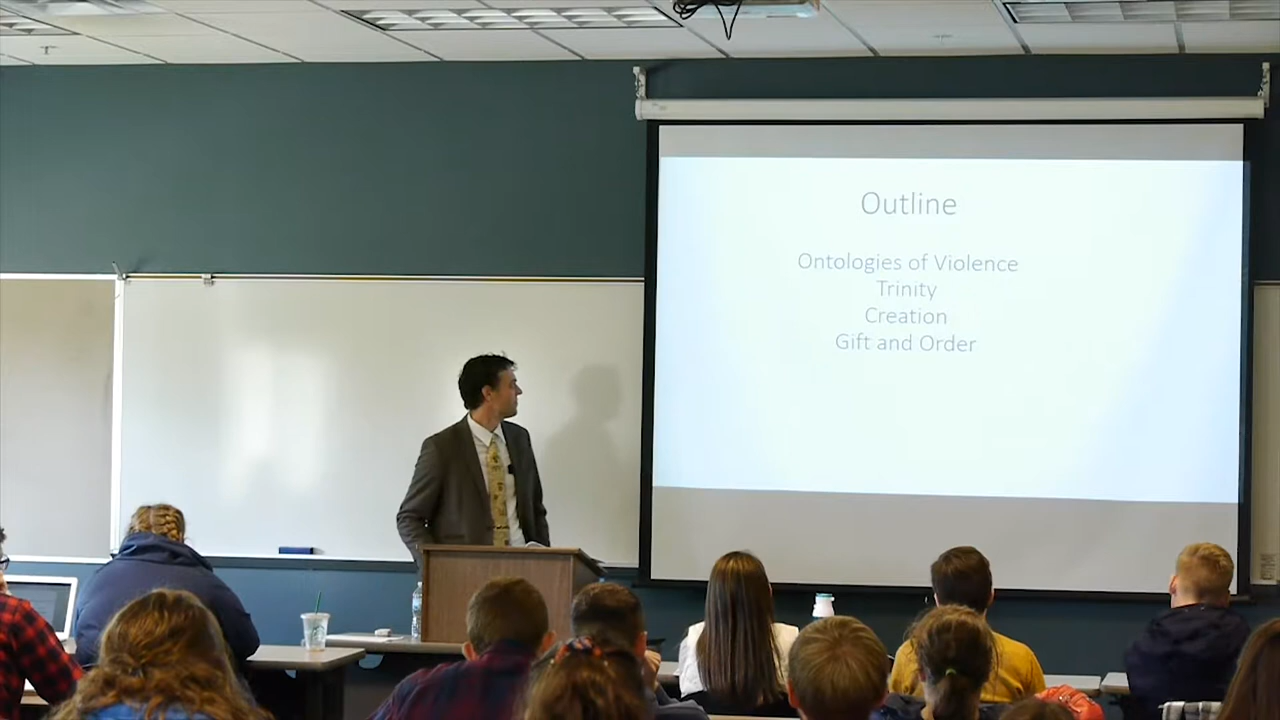 Outline
Ontologies of Violence
Trinity
Creation
Gift and Order